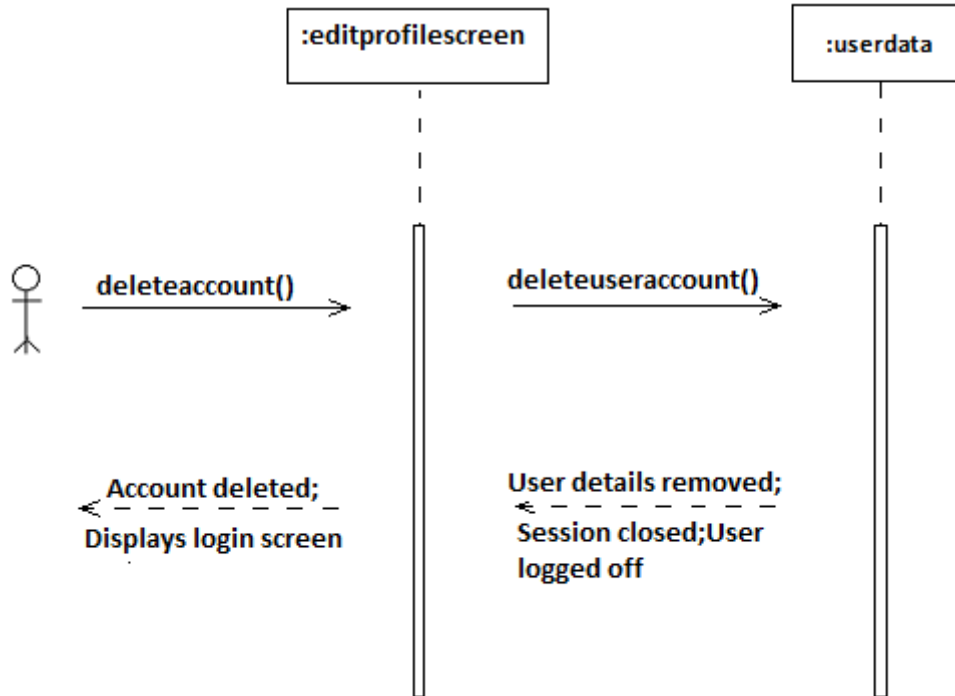 :editprofilescreen
:userdata
deleteaccount()
deleteuseraccount()
Account deleted;
Displays login screen
User details removed;
Session closed;User
logged off